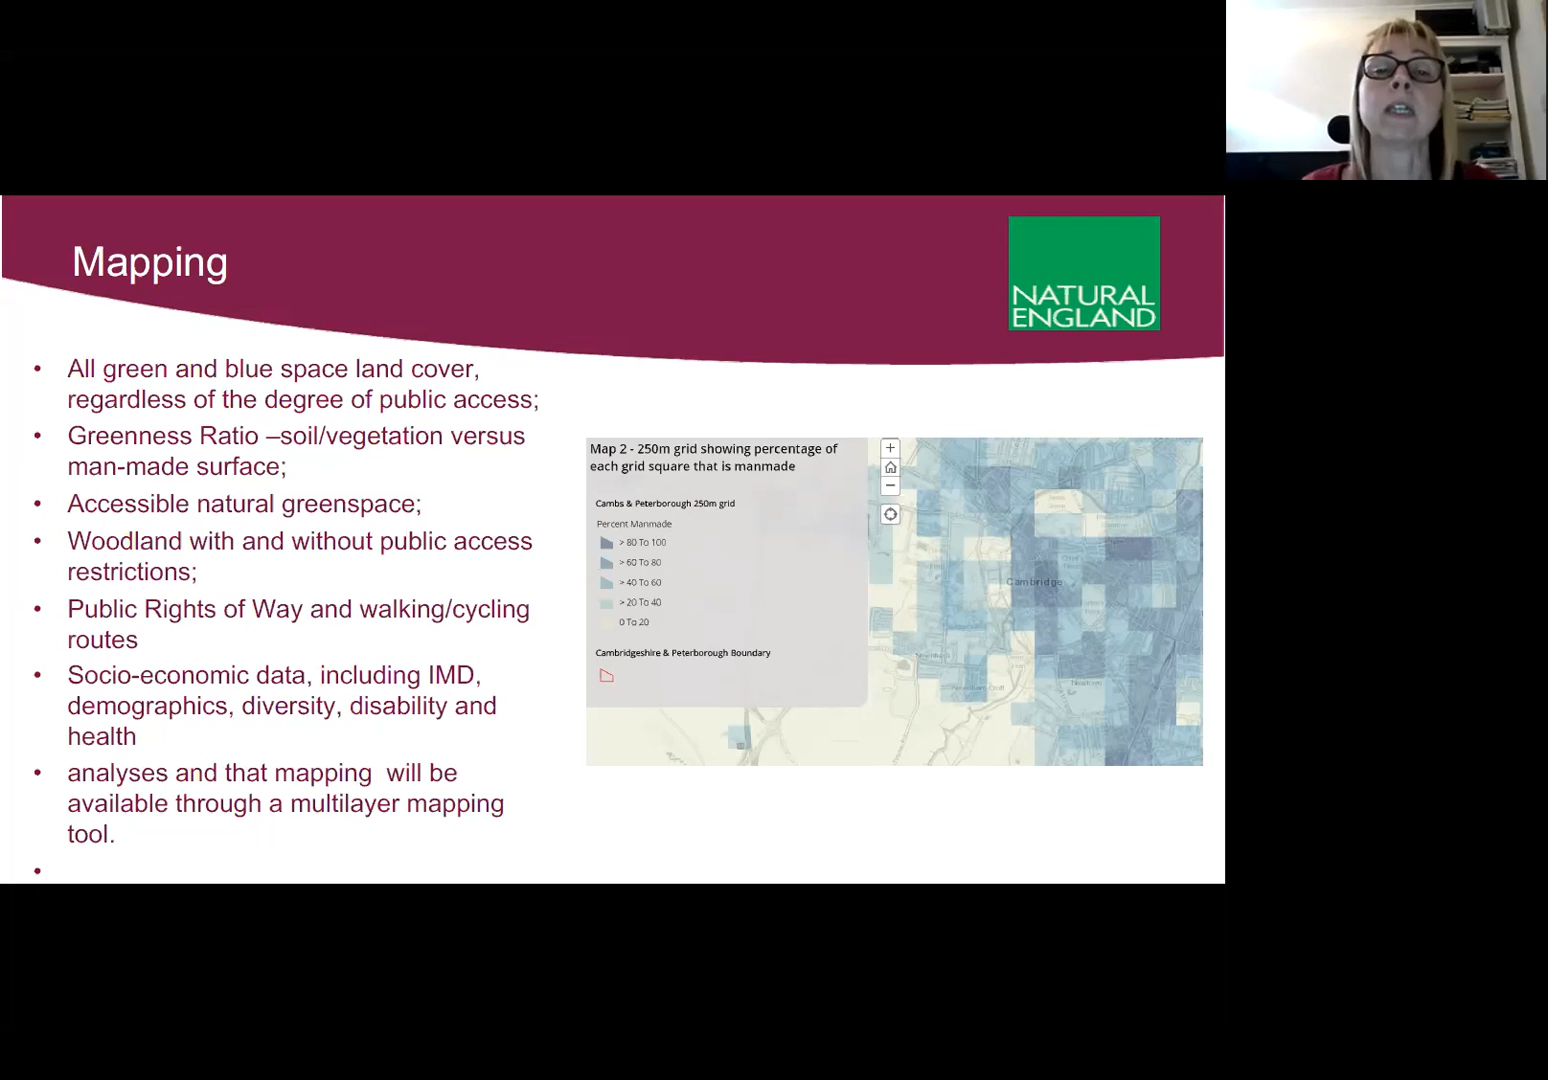 Mapping
NATURAL
ENGLAND
• All green and blue space land cover,
regardless of the degree of public access;
• Greenness Ratio –soil/vegetation versus
man-made surface;
• Accessible natural greenspace;
• Woodland with and without public access
restrictions;
• Public Rights of Way and walking/cycling
routes
• Socio-economic data, including IMD,
demographics, diversity, disability and
health
• analyses and that mapping  will be
available through a multilayer mapping
tool.
•
Map 2 - 250m grid showing percentage of
each grid square that is manmade
Cambs & Peterborough 250m grid
Percent Manmade
> 80 To 100
> 60 To 80
> 40 To 60
> 20 To 40
0 To 20
Cambridgeshire & Peterborough Boundary
+
−
Cambridge